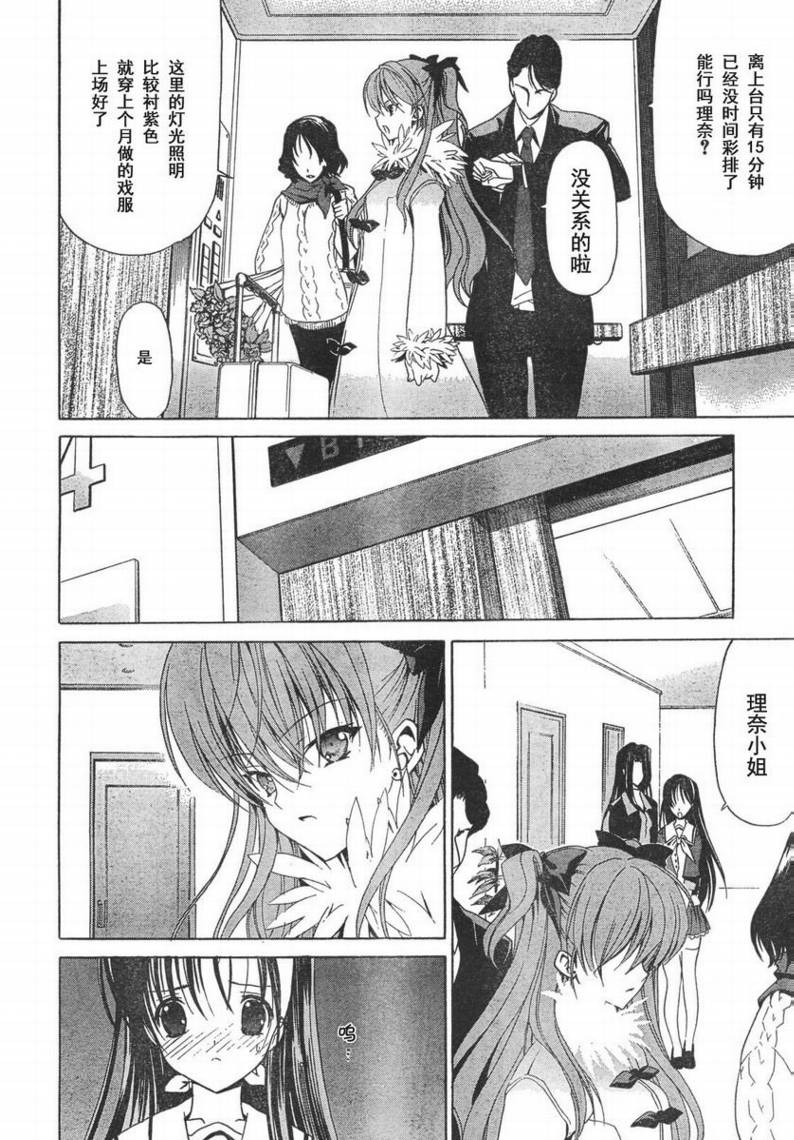 离上台只有15分钟
已经没时间彩排了
能行吗理奈？
没关系的啦
这里的灯光照明
比较衬紫色
就穿上个月做的戏服
上场好了
是
B1
理奈小姐
呜…